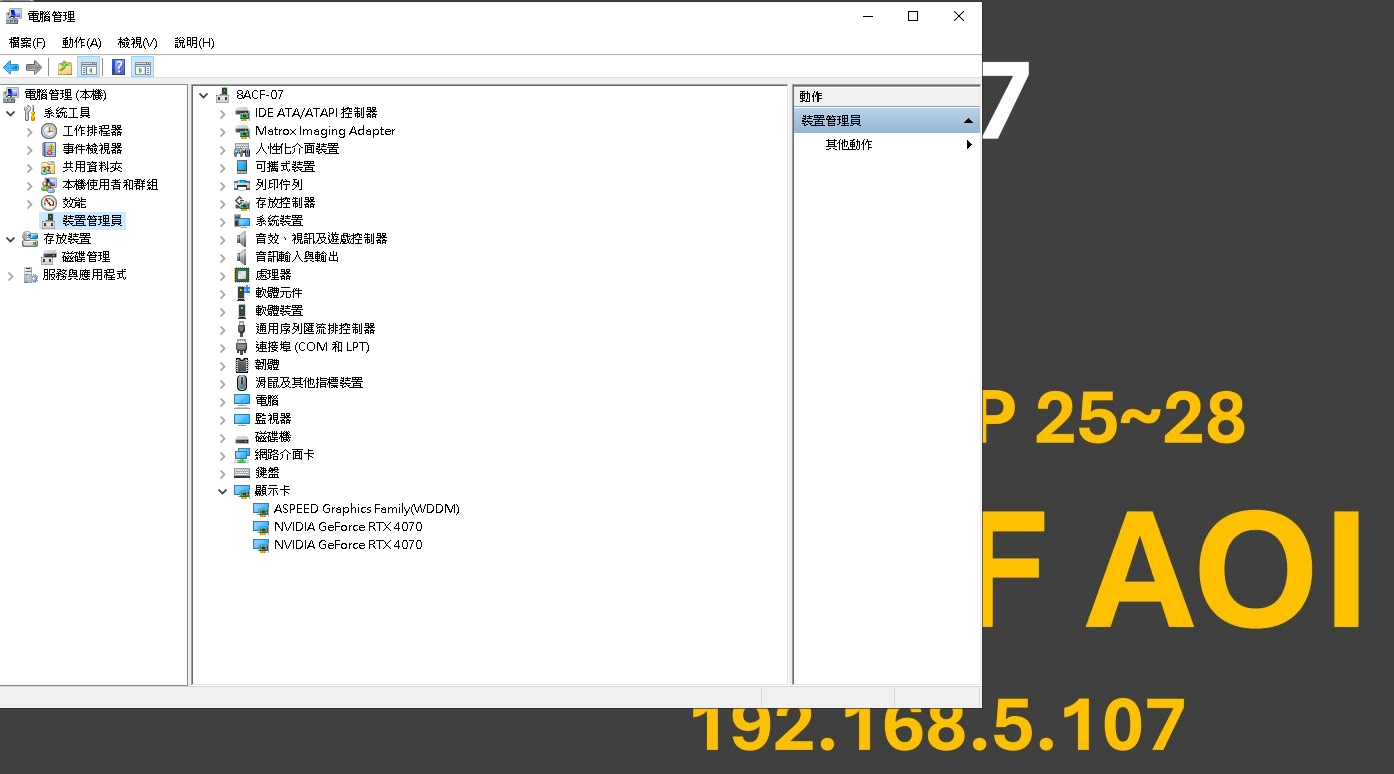 電腦管理
檔案(F) 動作(A) 檢視(V) 說明(H)
電腦管理 (本機)
系統工具
工作排程器
事件檢視器
共用資料夾
本機使用者和群組
效能
裝置管理員
存放裝置
磁碟管理
服務與應用程式
8ACF-07
IDE ATA/ATAPI 控制器
Matrox Imaging Adapter
人性化介面裝置
可攜式裝置
列印佇列
存放控制器
系統裝置
音效、視訊及遊戲控制器
音訊輸入與輸出
處理器
軟體元件
軟體裝置
通用序列匯流排控制器
連接埠 (COM 和 LPT)
韌體
滑鼠及其他指標裝置
電腦
監視器
磁碟機
網路介面卡
鍵盤
顯示卡
ASPEED Graphics Family(WDDM)
NVIDIA GeForce RTX 4070
NVIDIA GeForce RTX 4070
動作
裝置管理員
其他動作
7
P 25~28
F AOI
192.168.5.107